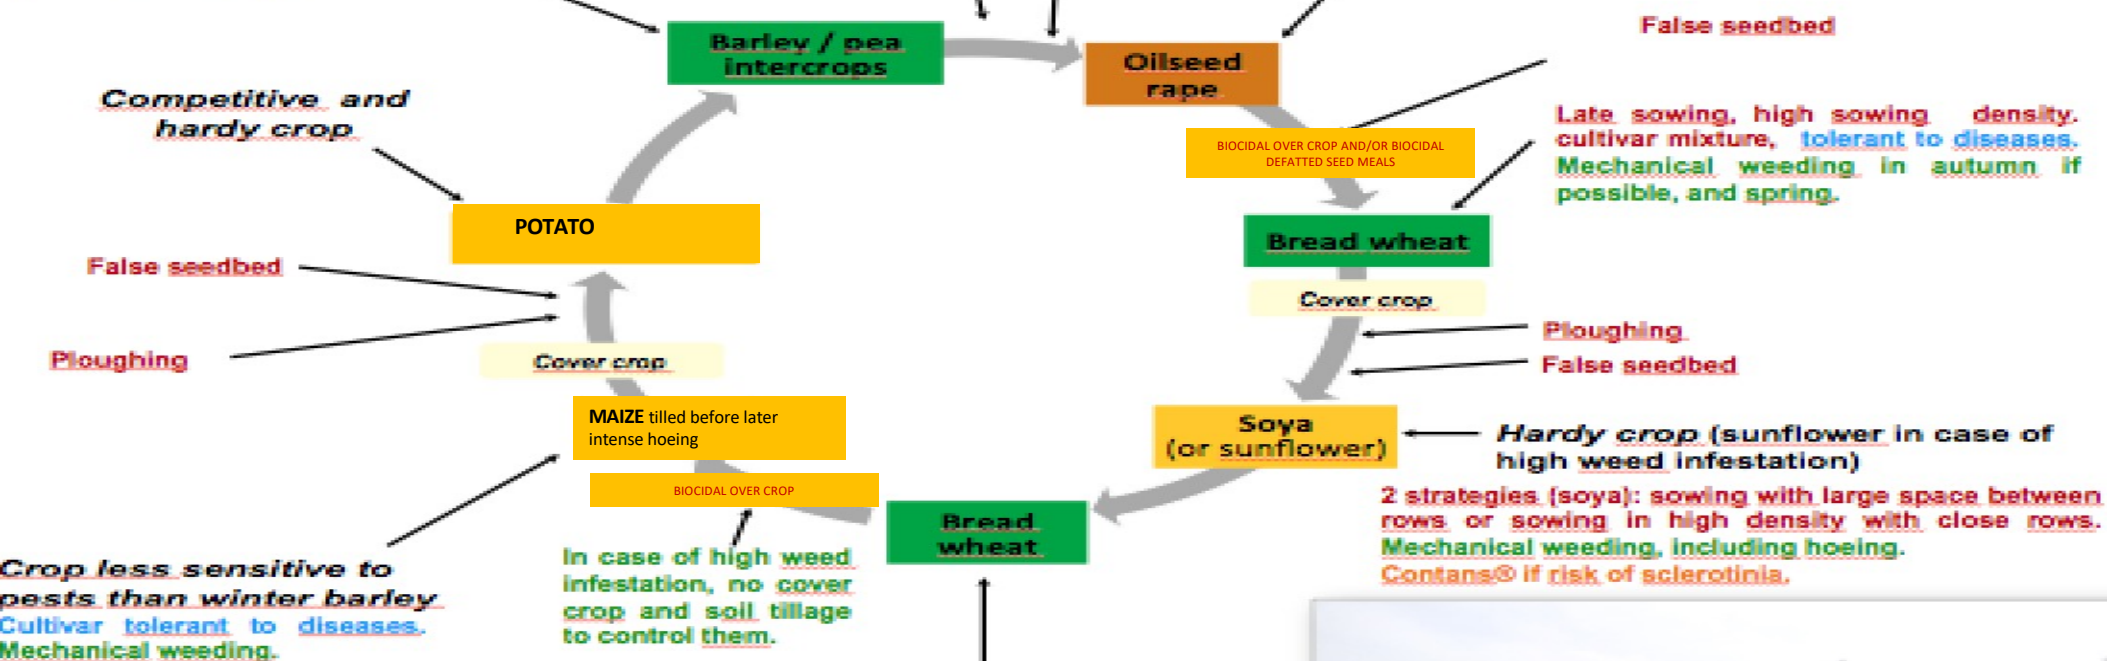 False seedbed
Barley / pea
intercrops
Oilseed
rape
Competitive and
hardy crop
Late sowing, high sowing density.
cultivar mixture, tolerant to diseases.
Mechanical weeding in autumn if
possible, and spring.
BIOCIDAL OVER CROP AND/OR BIOCIDAL
DEFATTED SEED MEALS
POTATO
Bread wheat
False seedbed
Cover crop
Ploughing
False seedbed
Ploughing
Cover crop
MAIZE tilled before later
intense hoeing
Soya
(or sunflower)
Hardy crop (sunflower in case of
high weed infestation)
BIOCIDAL OVER CROP
2 strategies (soya): sowing with large space between
rows or sowing in high density with close rows.
Mechanical weeding, including hoeing.
Contans® if risk of sclerotinia.
Bread
wheat
In case of high weed
infestation, no cover
crop and soil tillage
to control them.
Crop less sensitive to
pests than winter barley
Cultivar tolerant to diseases.
Mechanical weeding.